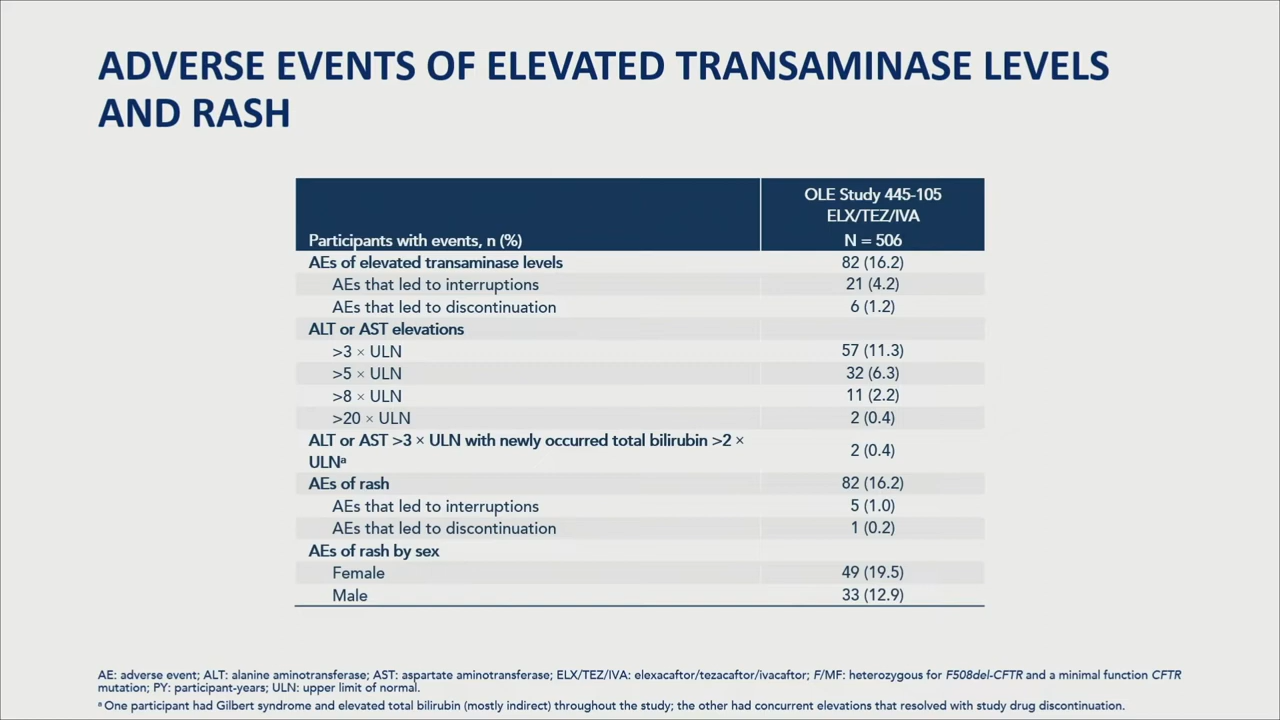 ADVERSE EVENTS OF ELEVATED TRANSAMINASE LEVELS
AND RASH
OLE Study 445-105
ELX/TEZ/IVA
Participants with events, n (%) N = 506
AEs of elevated transaminase levels 82 (16.2)
AEs that led to interruptions 21 (4.2)
AEs that led to discontinuation 6 (1.2)
ALT or AST elevations
>3 × ULN 57 (11.3)
>5 × ULN 32 (6.3)
>8 × ULN 11 (2.2)
>20 × ULN 2 (0.4)
ALT or AST >3 × ULN with newly occurred total bilirubin >2 ×
ULNᵃ 2 (0.4)
AEs of rash 82 (16.2)
AEs that led to interruptions 5 (1.0)
AEs that led to discontinuation 1 (0.2)
AEs of rash by sex
Female 49 (19.5)
Male 33 (12.9)
AE: adverse event; ALT: alanine aminotransferase; AST: aspartate aminotransferase; ELX/TEZ/IVA: elexacaftor/tezacaftor/ivacaftor; F/MF: heterozygous for F508del-CFTR and a minimal function CFTR
mutation; PY: participant-years; ULN: upper limit of normal.
ᵃ One participant had Gilbert syndrome and elevated total bilirubin (mostly indirect) throughout the study; the other had concurrent elevations that resolved with study drug discontinuation.